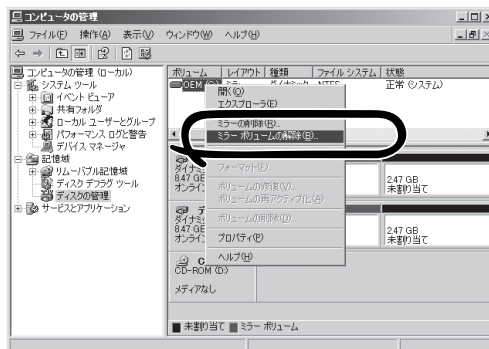 コンピュータの管理
ファイル(F) 操作(A) 表示(V) ウィンドウ(W) ヘルプ(H)
コンピュータの管理 (ローカル)
システム ツール
イベント ビューア
共有フォルダ
ローカル ユーザーとグループ
パフォーマンス ログと警告
デバイス マネージャ
記憶域
リムーバブル記憶域
ディスク デフラグ ツール
ディスクの管理
サービスとアプリケーション
ボリューム レイアウト 種類 ファイル システム 状態
OEM NTFS 正常 (システム)
開く(O)
エクスプローラ(E)
ミラーの削除(R)...
ミラー ボリュームの解除(B)...
フォーマット(F)...
ボリュームの修復(V)...
ボリュームの再アクティブ化(A)
ボリュームの削除(D)...
プロパティ(P)
ヘルプ(H)
8.47 GB
オンライン
2.47 GB
未割り当て
8.47 GB
オンライン
2.47 GB
未割り当て
CD-ROM (D:)
メディアなし
未割り当て ミラー ボリューム